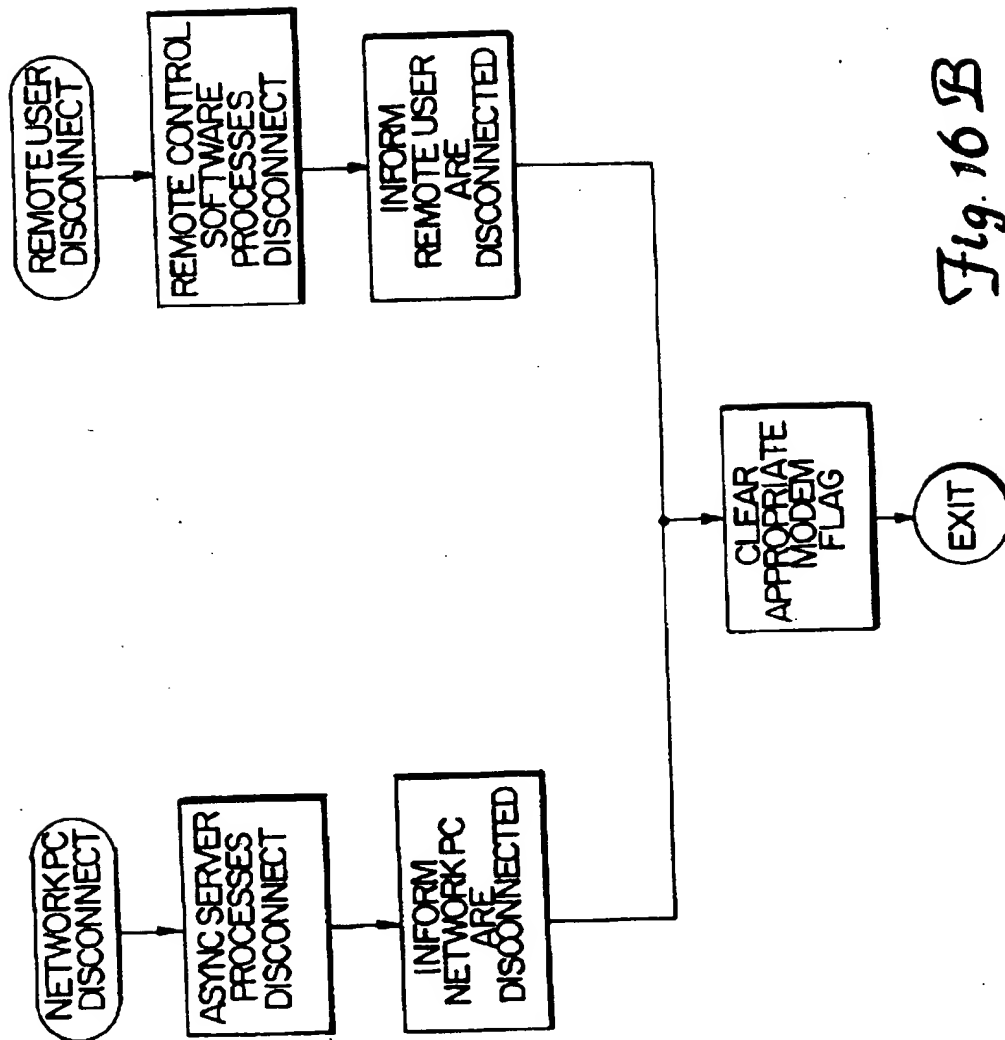 NETWORK PC
DISCONNECT
ASYNC SERVER
PROCESSES
DISCONNECT
INFORM
NETWORK PC
ARE
DISCONNECTED
REMOTE USER
DISCONNECT
REMOTE CONTROL
SOFTWARE
PROCESSES
DISCONNECT
INFORM
REMOTE USER
ARE
DISCONNECTED
CLEAR
APPROPRIATE
MODEM
FLAG
EXIT
Fig. 16 B